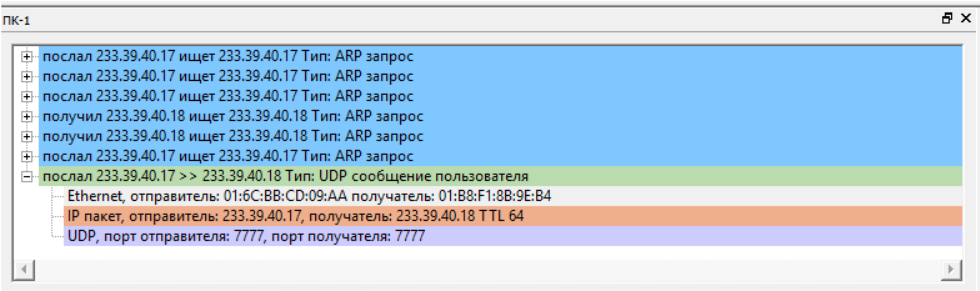 ПК-1
послал 233.39.40.17 ищет 233.39.40.17 Тип: ARP запрос
послал 233.39.40.17 ищет 233.39.40.17 Тип: ARP запрос
послал 233.39.40.17 ищет 233.39.40.17 Тип: ARP запрос
получил 233.39.40.18 ищет 233.39.40.18 Тип: ARP запрос
получил 233.39.40.18 ищет 233.39.40.18 Тип: ARP запрос
послал 233.39.40.17 ищет 233.39.40.17 Тип: ARP запрос
послал 233.39.40.17 >> 233.39.40.18 Тип: UDP сообщение пользователя
Ethernet, отправитель: 01:6C:BB:CD:09:AA получатель: 01:B8:F1:8B:9E:B4
IP пакет, отправитель: 233.39.40.17, получатель: 233.39.40.18 TTL 64
UDP, порт отправителя: 7777, порт получателя: 7777